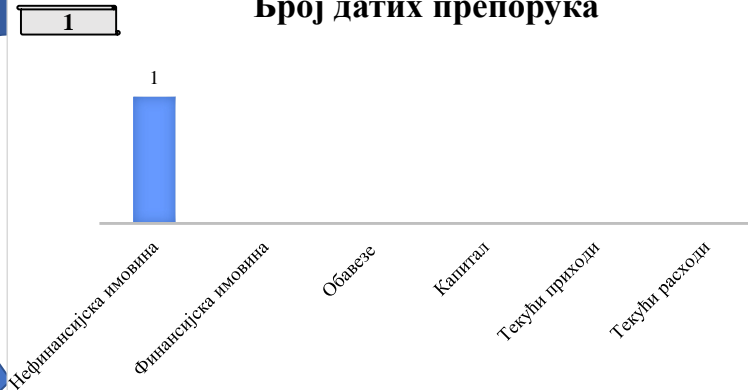 Број датих препорука
1
1
Нефинансијска имовина
Финансијска имовина
Обавезе
Капитал
Текући приходи
Текући расходи